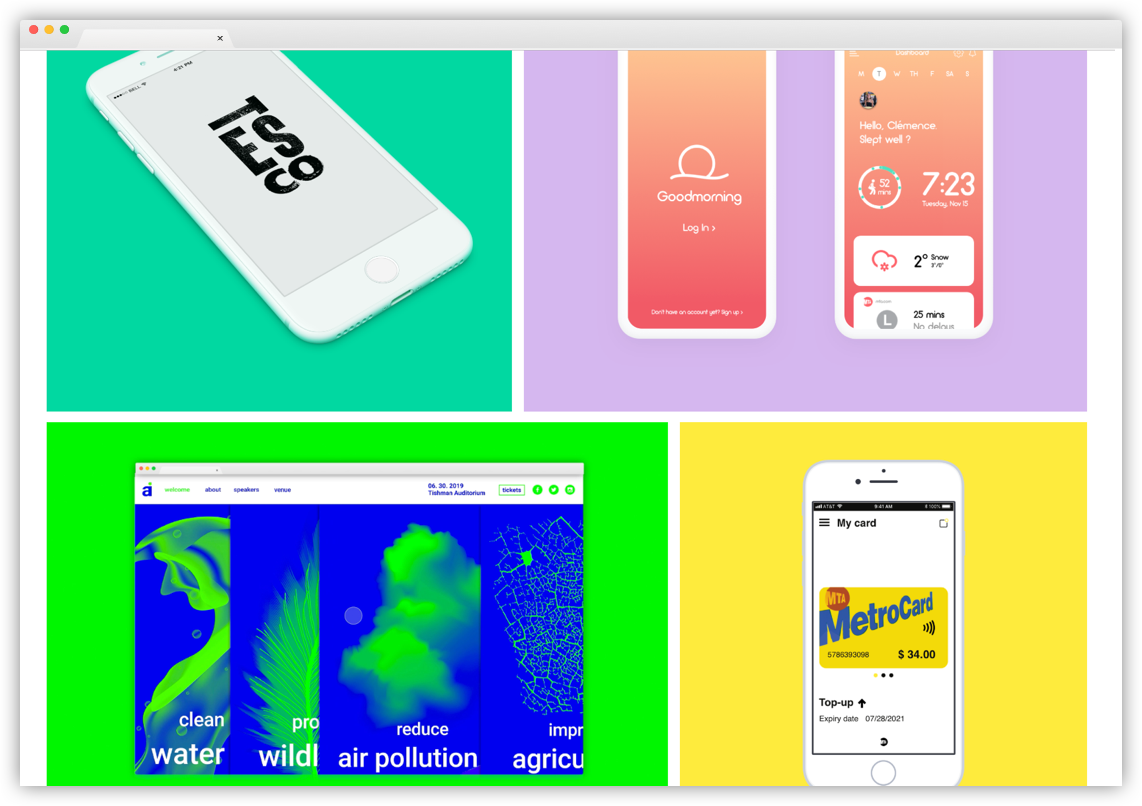 BELL
4:21 PM
TSSC
ECO
Goodmorning
Log In >
Don't have an account yet? Sign up >
Dashboard
M T W TH F SA S
Hello, Clémence.
Slept well ?
52
mins
7:23
Tuesday, Nov 15
2° Snow
3°/0°
25 mins
L
No delays
welcome about speakers venue
06. 30. 2019
Tishman Auditorium
tickets
clean
water
pro
wildl
reduce
air pollution
impr
agricu
AT&T 9:41 AM 100%
My card
MTA
MetroCard
5786393098 $ 34.00
Top-up
Expiry date 07/28/2021